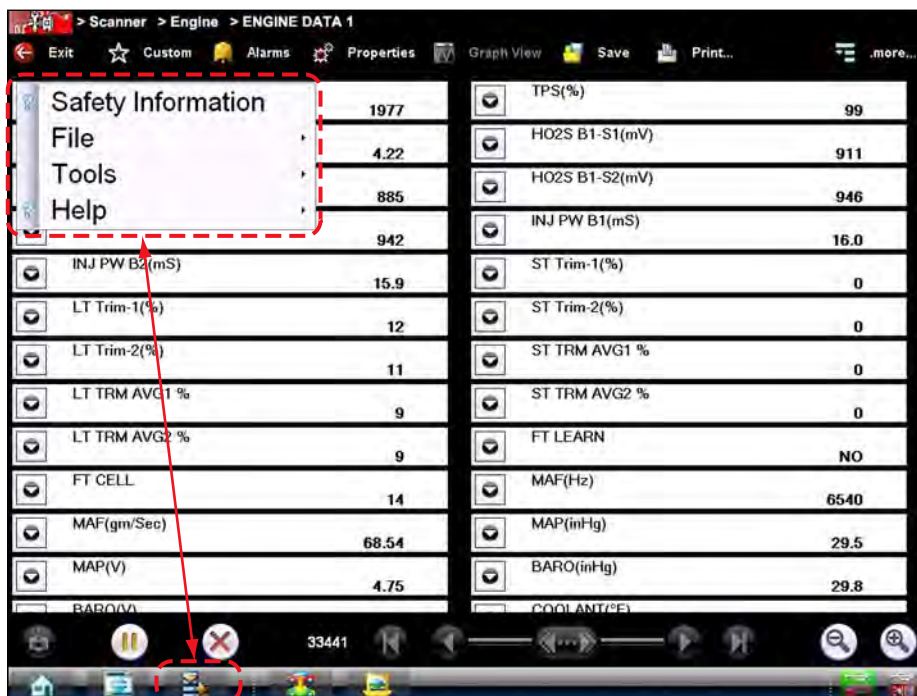 > Scanner > Engine > ENGINE DATA 1
Exit Custom Alarms Properties Graph View Save Print... .more...
Safety Information
File
Tools
Help
1977
4.22
885
942
INJ PW B2(mS)
15.9
LT Trim-1(%)
12
LT Trim-2(%)
11
LT TRM AVG1 %
9
LT TRM AVG2 %
9
FT CELL
14
MAF(gm/Sec)
68.54
MAP(V)
4.75
BARO(V)
TPS(%)
99
HO2S B1-S1(mV)
911
HO2S B1-S2(mV)
946
INJ PW B1(mS)
16.0
ST Trim-1(%)
0
ST Trim-2(%)
0
ST TRM AVG1 %
0
ST TRM AVG2 %
0
FT LEARN
NO
MAF(Hz)
6540
MAP(inHg)
29.5
BARO(inHg)
29.8
COOLANT(°F)
33441